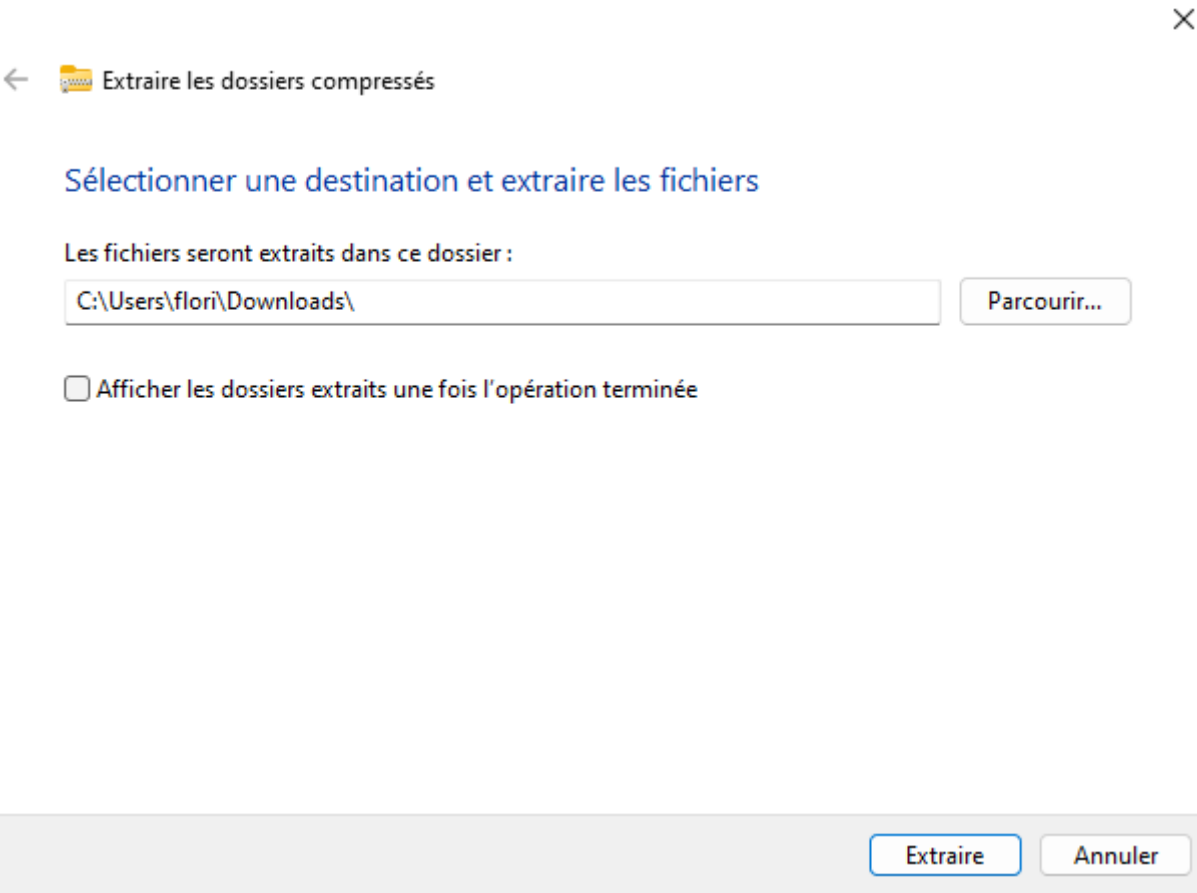 Extraire les dossiers compressés
Sélectionner une destination et extraire les fichiers
Les fichiers seront extraits dans ce dossier :
C:\Users\flori\Downloads\
Parcourir...
Afficher les dossiers extraits une fois l’opération terminée
Extraire
Annuler